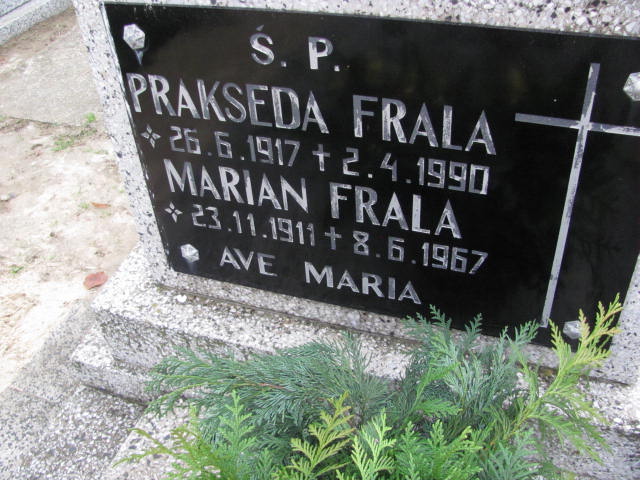 Ś. P.
PRAKSEDA FRALA
26.6.1917 + 2.4.1990
MARIAN FRALA
23.11.1911 + 8.6.1967
AVE MARIA